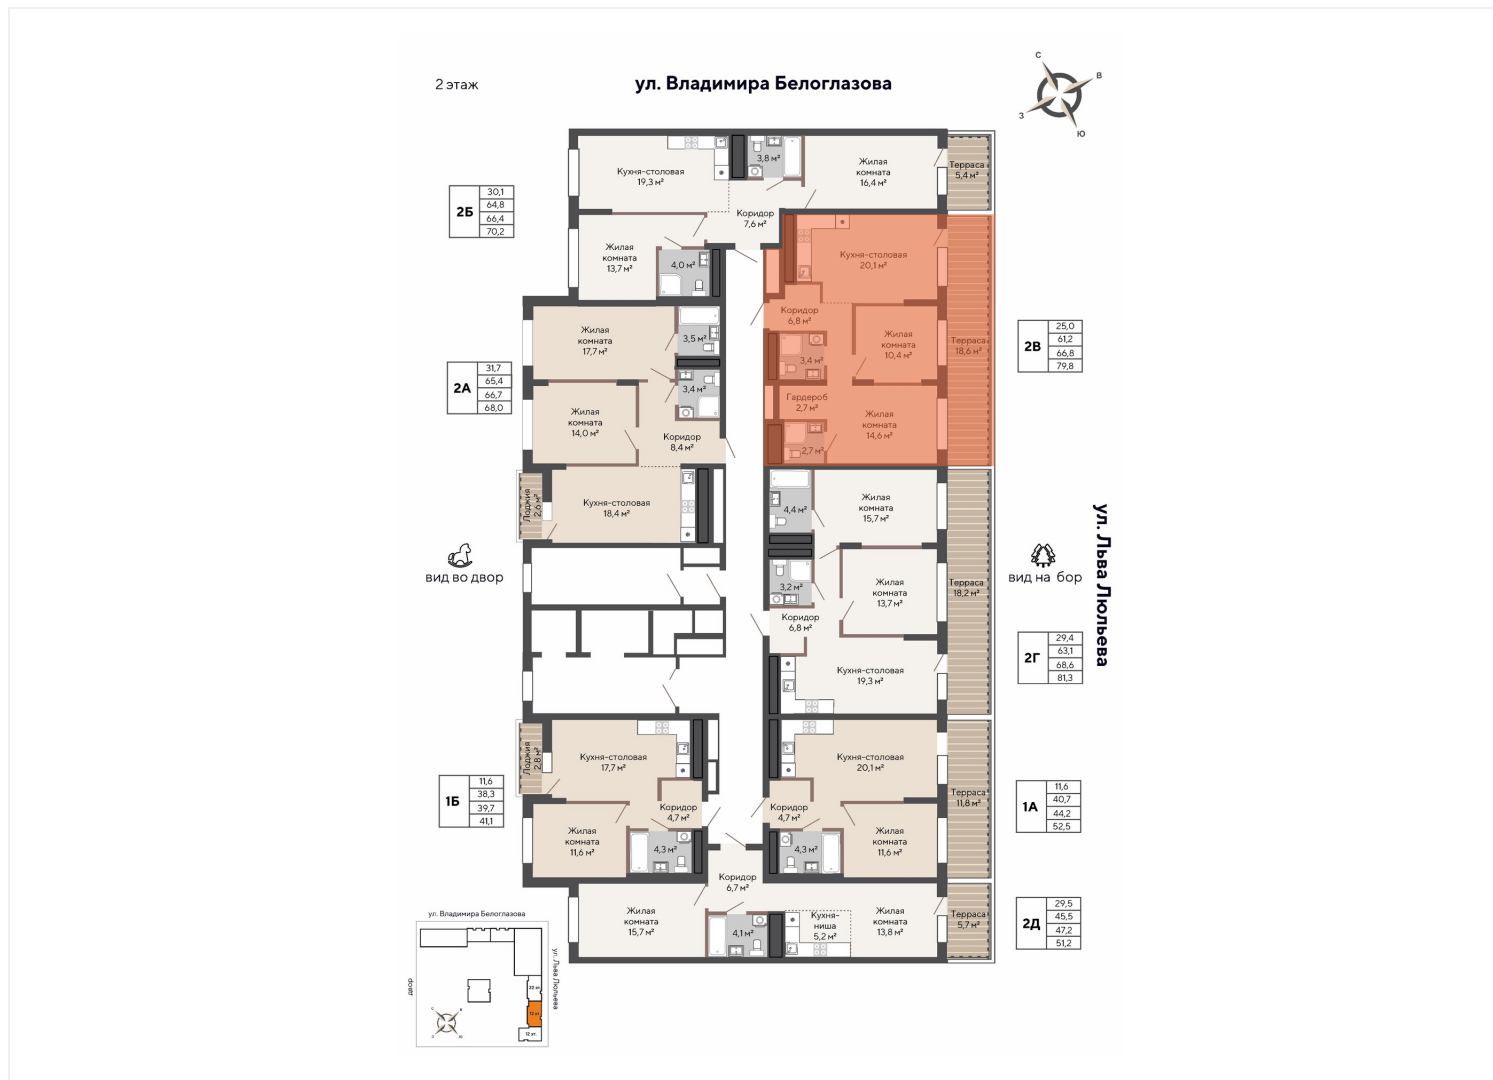 2 этаж
ул. Владимира Белоглазова
С
В
З
Ю
Кухня-столовая
19,3 м²
3,8 м²
Жилая
комната
16,4 м²
Терраса
5,4 м²
Коридор
7,6 м²
Жилая
комната
13,7 м²
4,0 м²
2Б
30,1
64,8
66,4
70,2
Кухня-столовая
20,1 м²
Коридор
6,8 м²
Жилая
комната
10,4 м²
3,4 м²
Терраса
18,6 м²
Гардероб
2,7 м²
Жилая
комната
14,6 м²
2,7 м²
2В
25,0
61,2
66,8
79,8
Жилая
комната
17,7 м²
3,5 м²
3,4 м²
Жилая
комната
14,0 м²
Коридор
8,4 м²
Кухня-столовая
18,4 м²
Лоджия
2,6 м²
2А
31,7
65,4
66,7
68,0
4,4 м²
Жилая
комната
15,7 м²
3,2 м²
Жилая
комната
13,7 м²
Терраса
18,2 м²
Коридор
6,8 м²
Кухня-столовая
19,3 м²
вид во двор
вид на бор
ул. Льва Люльева
2Г
29,4
63,1
68,6
81,3
Лоджия
2,8 м²
Кухня-столовая
17,7 м²
Коридор
4,7 м²
Жилая
комната
11,6 м²
4,3 м²
1Б
11,6
38,3
39,7
41,1
Кухня-столовая
20,1 м²
Терраса
11,8 м²
Коридор
4,7 м²
4,3 м²
Жилая
комната
11,6 м²
1А
11,6
40,7
44,2
52,5
Коридор
6,7 м²
Жилая
комната
15,7 м²
4,1 м²
Кухня-
ниша
5,2 м²
Жилая
комната
13,8 м²
Терраса
5,7 м²
2Д
29,5
45,5
47,2
51,2
ул. Владимира Белоглазова
ул. Льва Люльева
двор
22 эт.
12 эт.
12 эт.